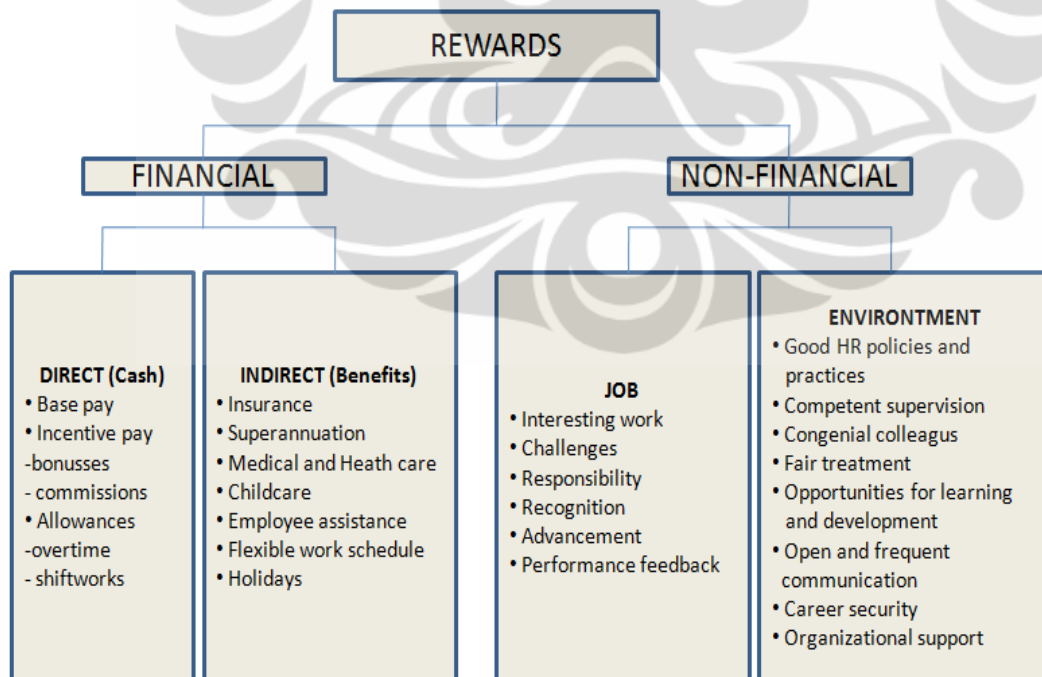 REWARDS
FINANCIAL
NON-FINANCIAL
DIRECT (Cash)
• Base pay
• Incentive pay
-bonusses
- commissions
• Allowances
-overtime
- shiftworks
INDIRECT (Benefits)
• Insurance
• Superannuation
• Medical and Heath care
• Childcare
• Employee assistance
• Flexible work schedule
• Holidays
JOB
• Interesting work
• Challenges
• Responsibility
• Recognition
• Advancement
• Performance feedback
ENVIRONTMENT
• Good HR policies and
practices
• Competent supervision
• Congenial colleagus
• Fair treatment
• Opportunities for learning
and development
• Open and frequent
communication
• Career security
• Organizational support